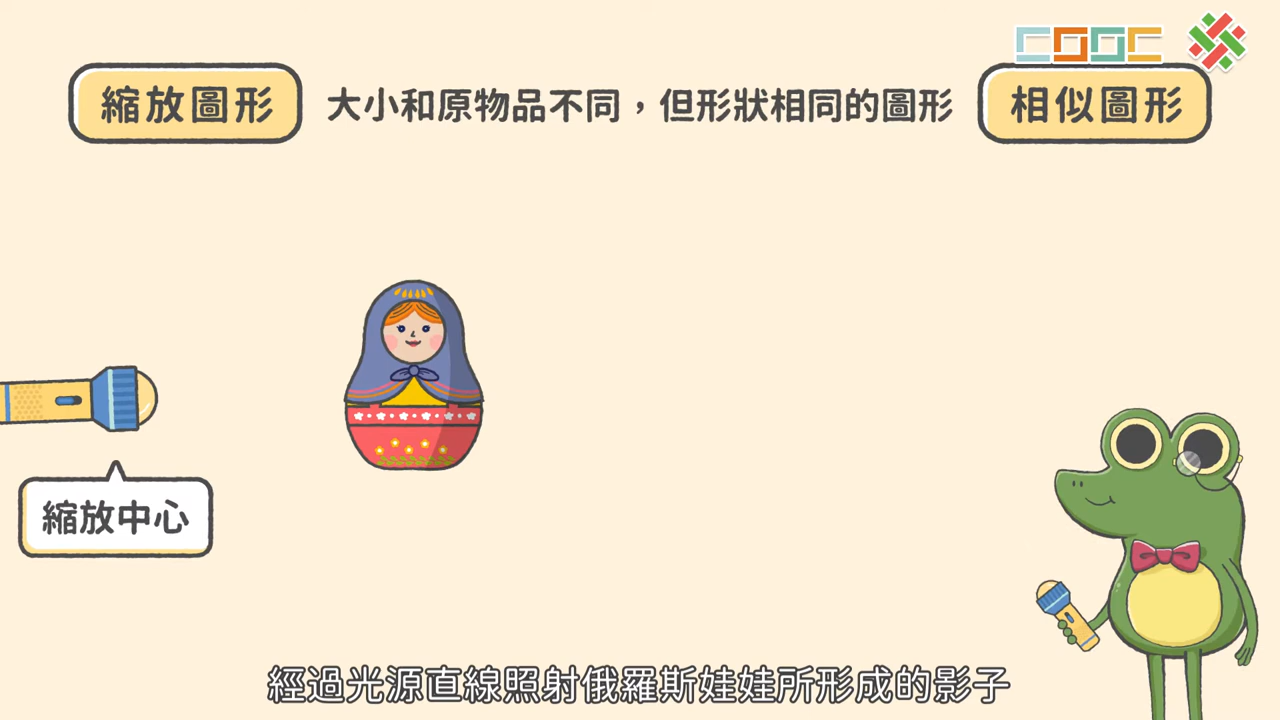 COOC
縮放圖形
大小和原物品不同，但形狀相同的圖形
相似圖形
縮放中心
經過光源直線照射俄羅斯娃娃所形成的影子